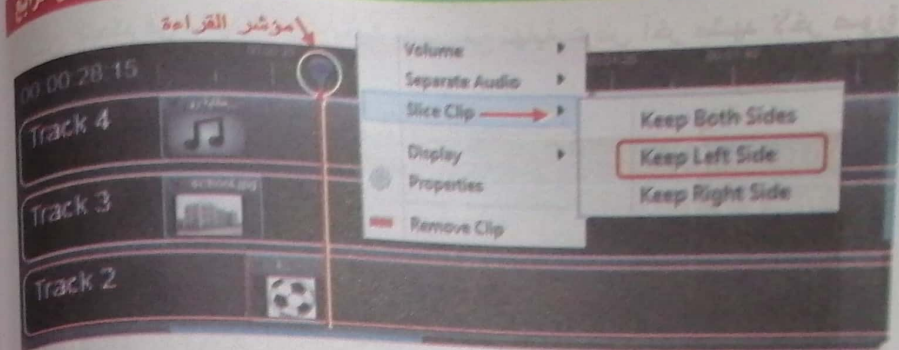 مؤشر القراءة
00:00:28:15
Track 4
Track 3
Track 2
Volume
Separate Audio
Slice Clip
Display
Properties
Remove Clip
Keep Both Sides
Keep Left Side
Keep Right Side